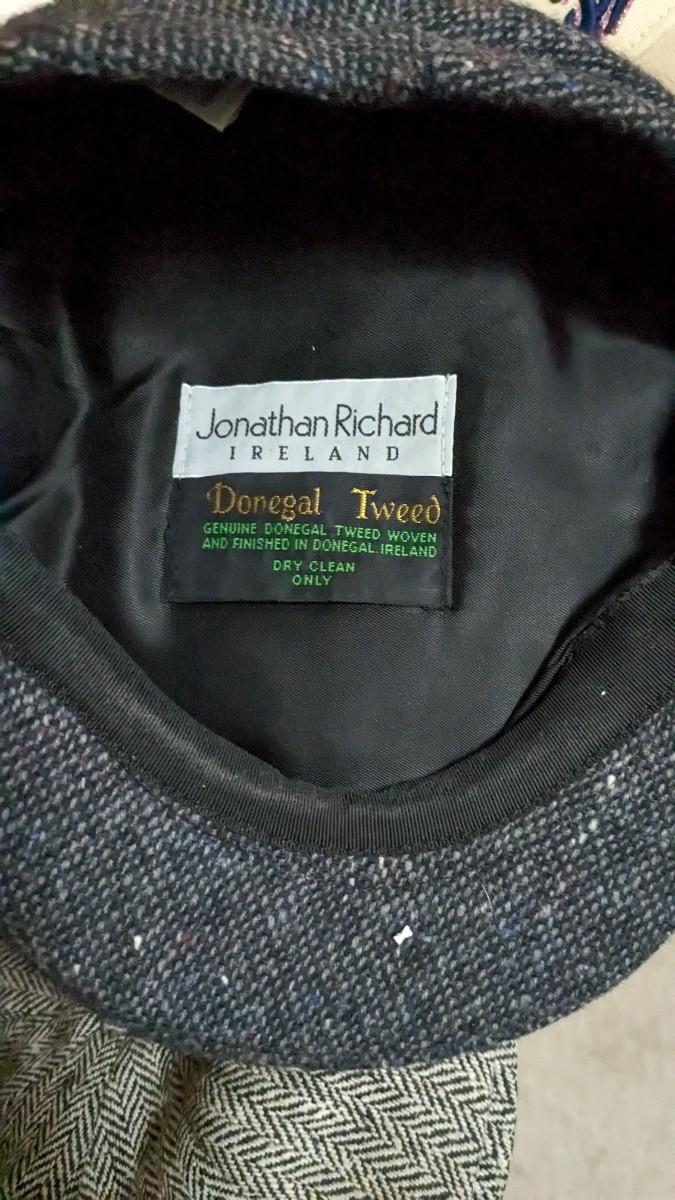 Jonathan Richard
IRELAND
Donegal Tweed
GENUINE DONEGAL TWEED WOVEN
AND FINISHED IN DONEGAL.IRELAND
DRY CLEAN
ONLY